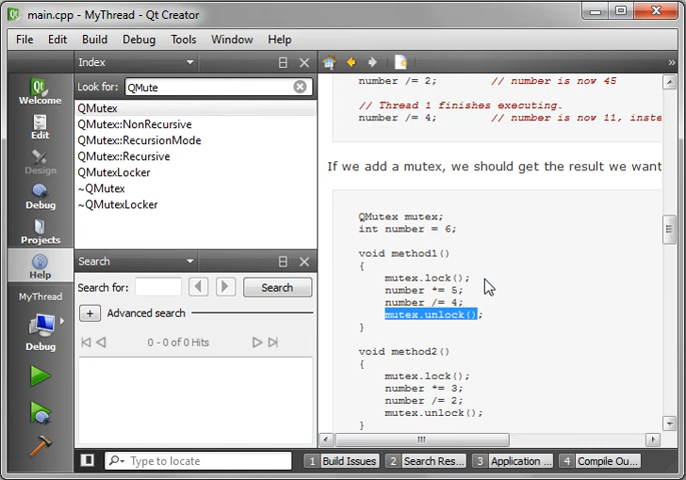 main.cpp - MyThread - Qt Creator
File Edit Build Debug Tools Window Help
Welcome
Edit
Design
Debug
Projects
Help
MyThread
Debug
Index
Look for: QMute
QMutex
QMutex::NonRecursive
QMutex::RecursionMode
QMutex::Recursive
QMutexLocker
~QMutex
~QMutexLocker
Search
Search for: Search
+ Advanced search
0 - 0 of 0 Hits
»
number /= 2; // number is now 45
// Thread 1 finishes executing.
number /= 4; // number is now 11, inste
If we add a mutex, we should get the result we want
QMutex mutex;
int number = 6;
void method1()
{
mutex.lock();
number *= 5;
number /= 4;
mutex.unlock();
}
void method2()
{
mutex.lock();
number *= 3;
number /= 2;
mutex.unlock();
}
Type to locate 1 Build Issues 2 Search Res... 3 Application ... 4 Compile Ou...